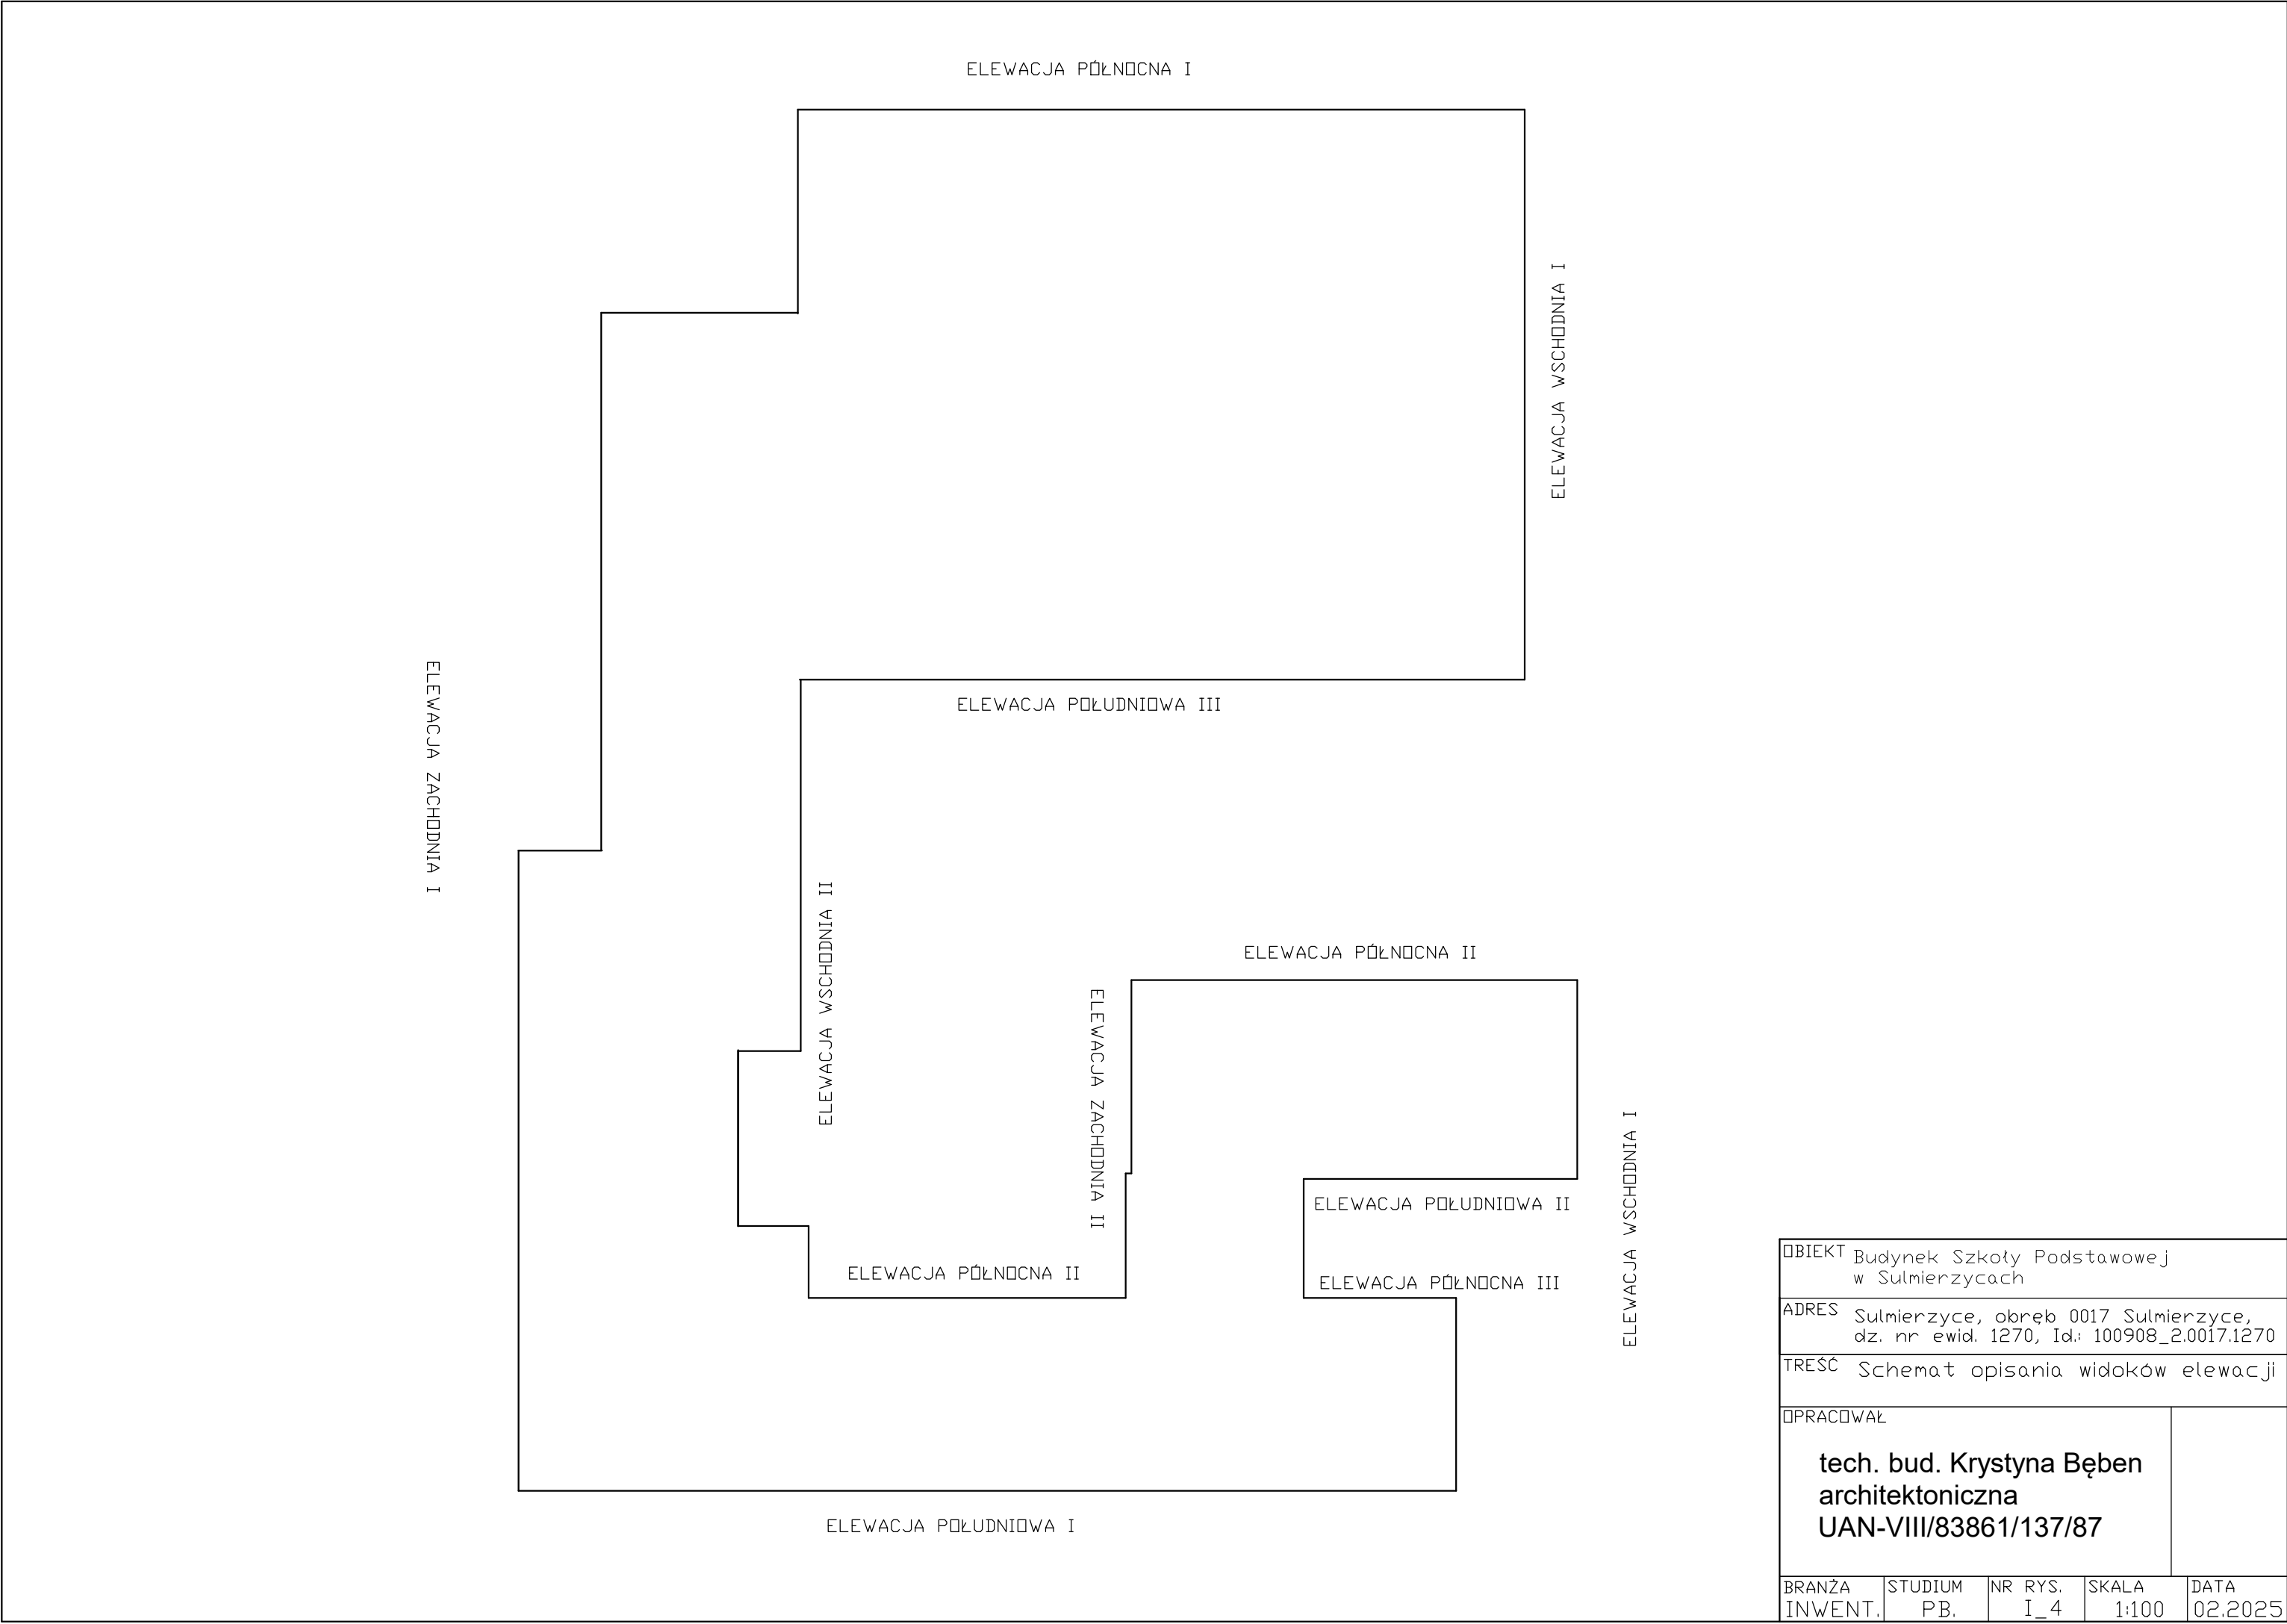 ELEWACJA PÓŁNOCNA I
ELEWACJA WSCHODNIA I
ELEWACJA ZACHODNIA I
ELEWACJA POŁUDNIOWA III
ELEWACJA WSCHODNIA II
ELEWACJA PÓŁNOCNA II
ELEWACJA ZACHODNIA II
ELEWACJA WSCHODNIA I
ELEWACJA POŁUDNIOWA II
ELEWACJA PÓŁNOCNA II
ELEWACJA PÓŁNOCNA III
ELEWACJA POŁUDNIOWA I
OBIEKT Budynek Szkoły Podstawowej
w Sulmierzycach
ADRES Sulmierzyce, obręb 0017 Sulmierzyce,
dz. nr ewid. 1270, Id.: 100908_2.0017.1270
TREŚĆ Schemat opisania widoków elewacji
OPRACOWAŁ
tech. bud. Krystyna Bęben
architektoniczna
UAN-VIII/83861/137/87
BRANŻA STUDIUM NR RYS. SKALA DATA
INWENT. PB. I_4 1:100 02.2025